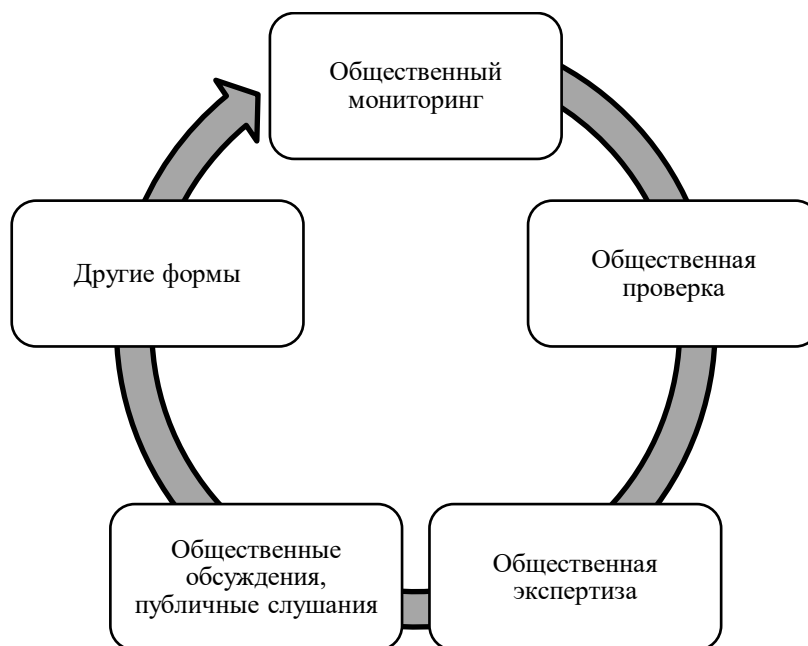 Общественный
мониторинг
Общественная
проверка
Общественная
экспертиза
Общественные
обсуждения,
публичные слушания
Другие формы